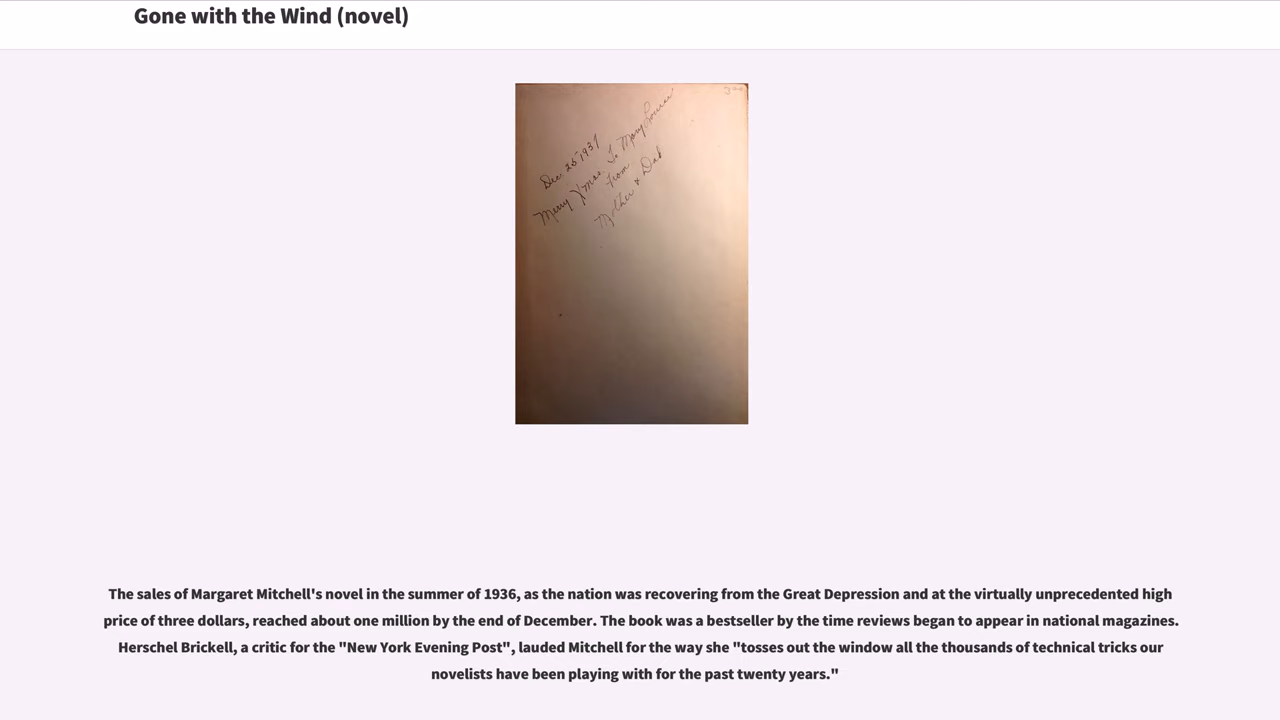 Gone with the Wind (novel)
Dec 25 1937
Merry Xmas To Mary Louise
From
Mother & Dad
The sales of Margaret Mitchell's novel in the summer of 1936, as the nation was recovering from the Great Depression and at the virtually unprecedented high
price of three dollars, reached about one million by the end of December. The book was a bestseller by the time reviews began to appear in national magazines.
Herschel Brickell, a critic for the "New York Evening Post", lauded Mitchell for the way she "tosses out the window all the thousands of technical tricks our
novelists have been playing with for the past twenty years."